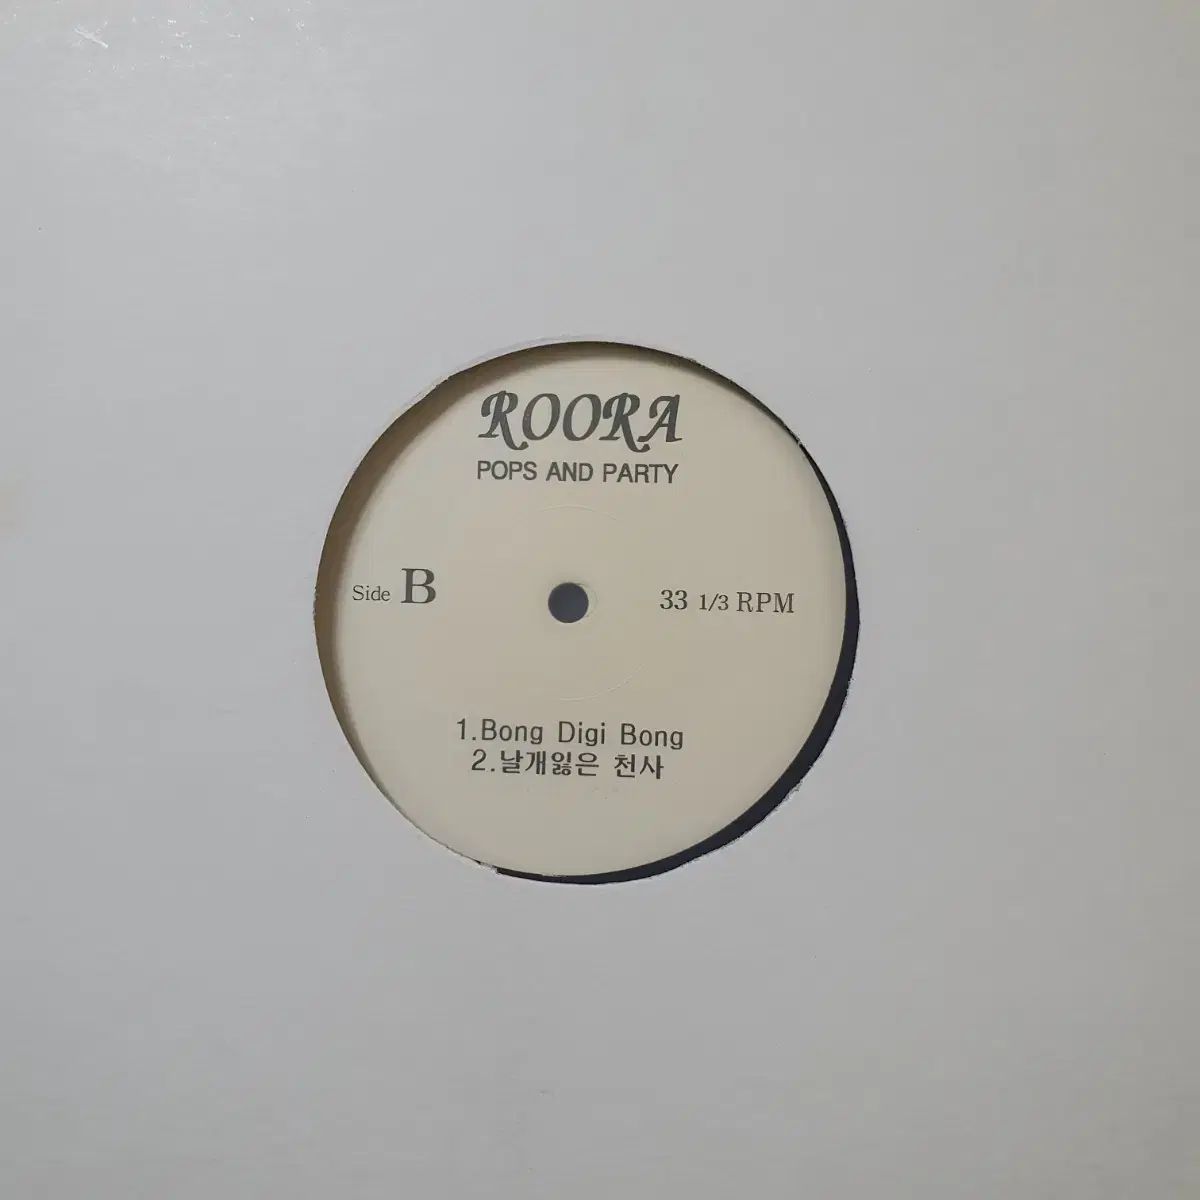 ROORA
POPS AND PARTY
Side B
33 1/3 RPM
1.Bong Digi Bong
2.날개잃은 천사